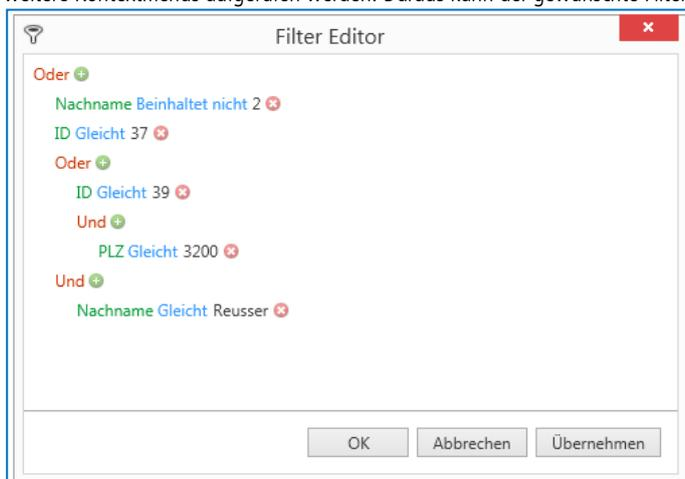 weitere Kontextmenüs aufgerufen werden. Daraus kann der gewünschte Filter
Filter Editor
Oder
Nachname Beinhaltet nicht 2
ID Gleicht 37
Oder
ID Gleicht 39
Und
PLZ Gleicht 3200
Und
Nachname Gleicht Reusser
OK Abbrechen Übernehmen